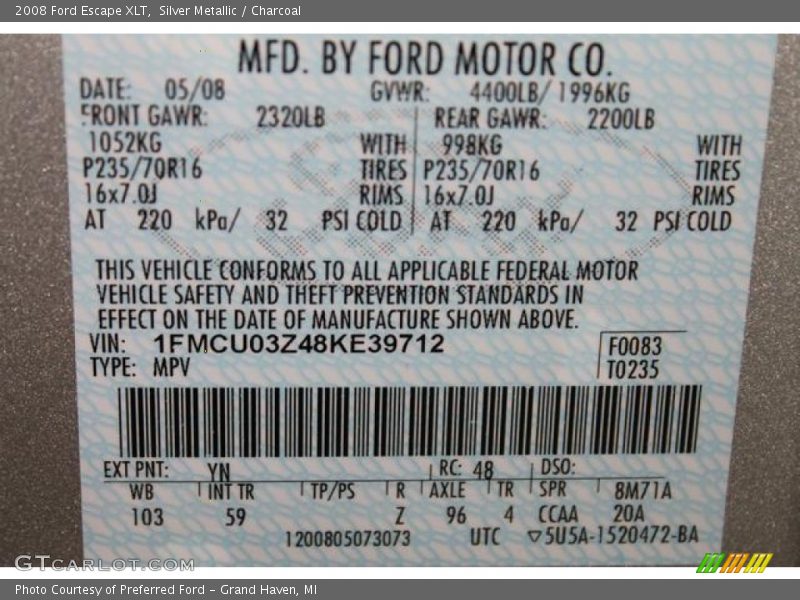 2008 Ford Escape XLT, Silver Metallic / Charcoal
MFD. BY FORD MOTOR CO.
DATE: 05/08 GVWR: 4400LB/ 1996KG
FRONT GAWR: 2320LB REAR GAWR: 2200LB
1052KG WITH 998KG WITH
P235/70R16 TIRES P235/70R16 TIRES
16x7.0J RIMS 16x7.0J RIMS
AT 220 kPa/ 32 PSI COLD AT 220 kPa/ 32 PSI COLD
THIS VEHICLE CONFORMS TO ALL APPLICABLE FEDERAL MOTOR
VEHICLE SAFETY AND THEFT PREVENTION STANDARDS IN
EFFECT ON THE DATE OF MANUFACTURE SHOWN ABOVE.
VIN: 1FMCU03Z48KE39712 F0083
TYPE: MPV T0235
EXT PNT: YN RC: 48 DSO:
WB INT TR TP/PS R AXLE TR SPR 8M71A
103 59 Z 96 4 CCAA 20A
1200805073073 UTC ▽5U5A-1520472-BA
GTCARLOT.COM
Photo Courtesy of Preferred Ford - Grand Haven, MI